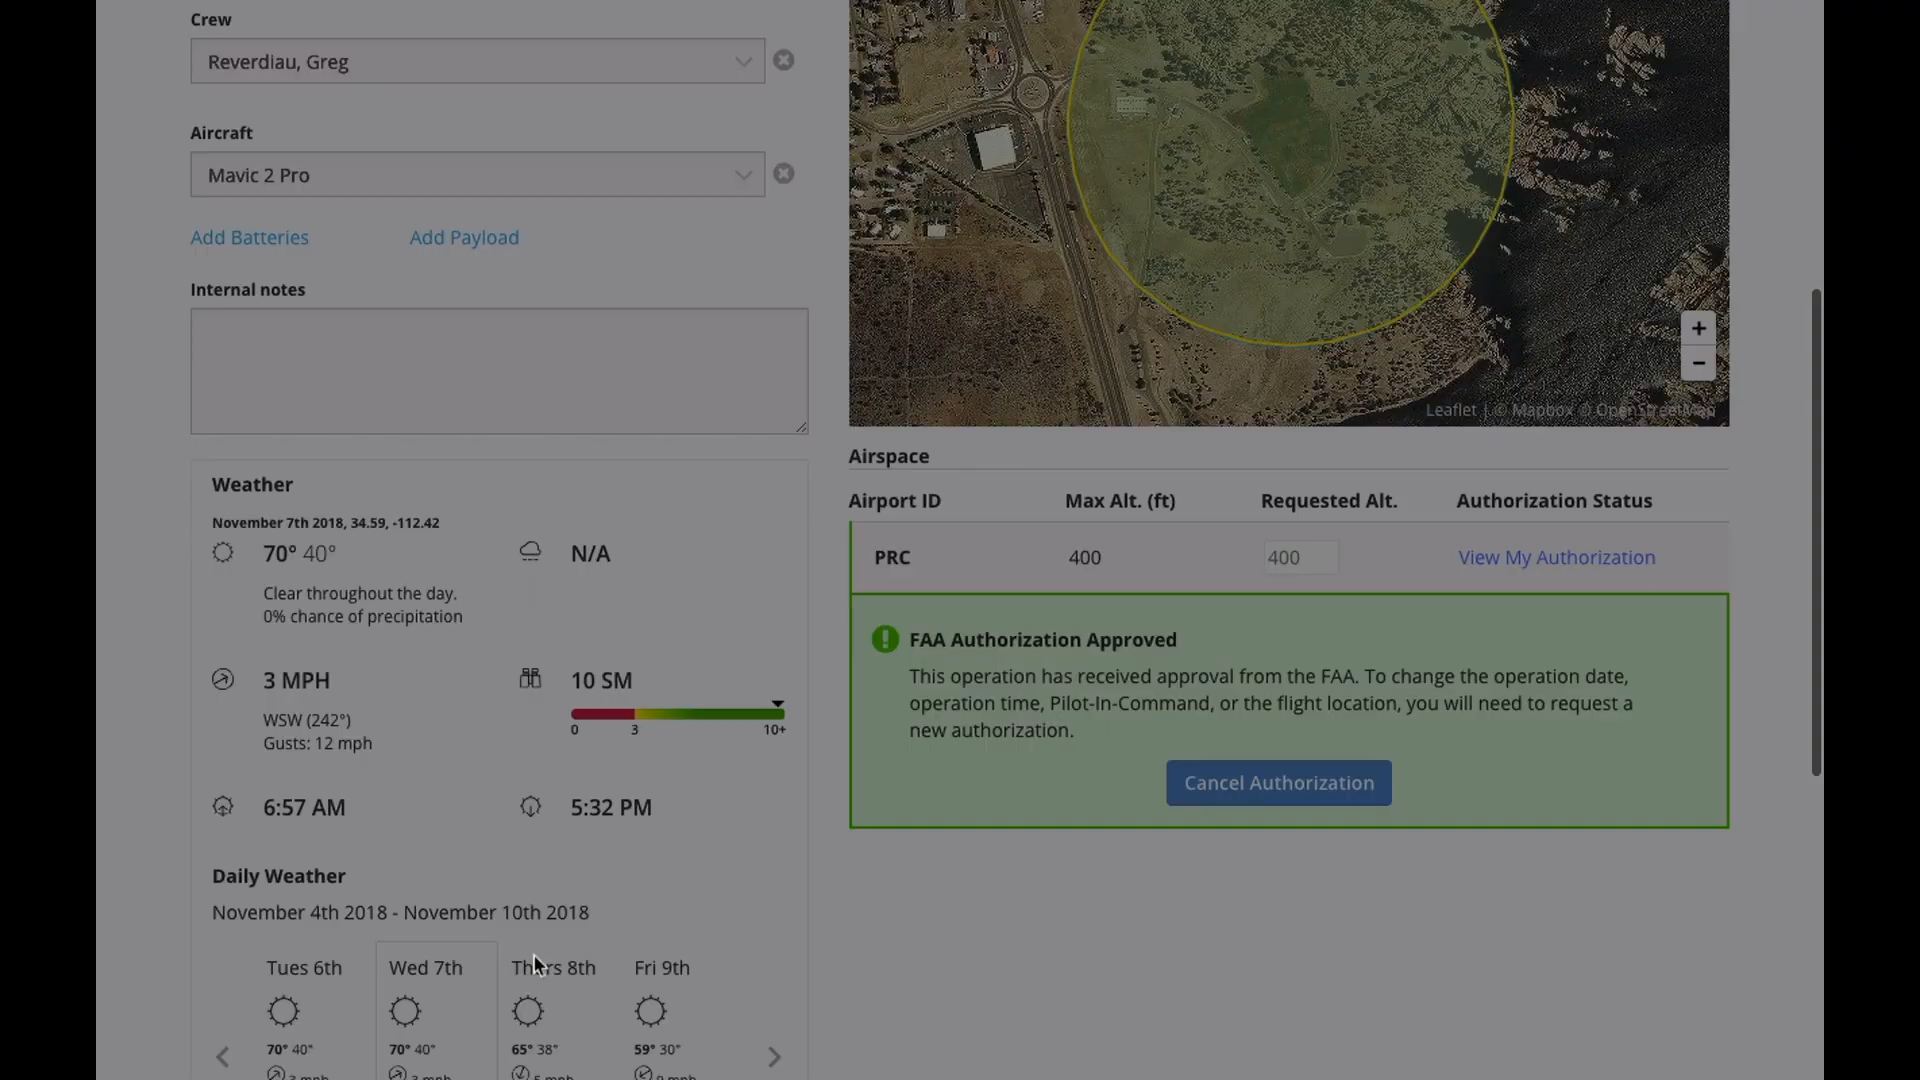 Crew
Reverdiau, Greg
Aircraft
Mavic 2 Pro
Add Batteries
Add Payload
Internal notes
Weather
November 7th 2018, 34.59, -112.42
70° 40°
N/A
Clear throughout the day.
0% chance of precipitation
3 MPH
10 SM
WSW (242°)
Gusts: 12 mph
0
3
10+
6:57 AM
5:32 PM
Daily Weather
November 4th 2018 - November 10th 2018
Tues 6th
Wed 7th
Thurs 8th
Fri 9th
70° 40°
70° 40°
65° 38°
59° 30°
3 mph
3 mph
5 mph
9 mph
+
−
Leaflet | © Mapbox © OpenStreetMap
Airspace
Airport ID
Max Alt. (ft)
Requested Alt.
Authorization Status
PRC
400
400
View My Authorization
FAA Authorization Approved
This operation has received approval from the FAA. To change the operation date,
operation time, Pilot-In-Command, or the flight location, you will need to request a
new authorization.
Cancel Authorization